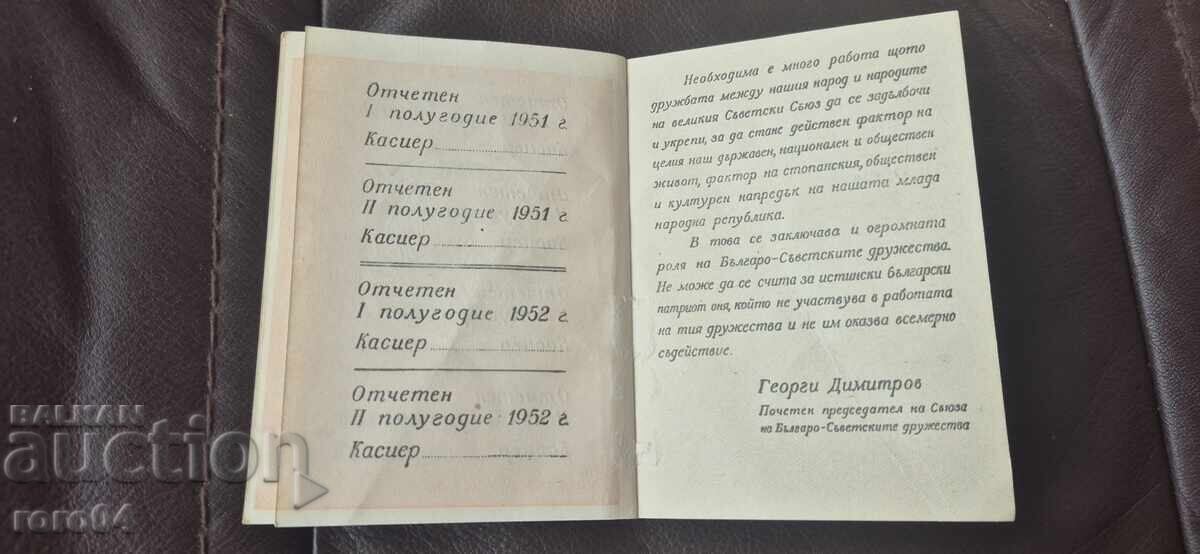 Отчетен
I полугодие 1951 г.
Касиер
Отчетен
II полугодие 1951 г.
Касиер
Отчетен
I полугодие 1952 г.
Касиер
Отчетен
II полугодие 1952 г.
Касиер
Необходима е много работа щото
дружбата между нашия народ и народите
на великия Съветски Съюз да се задълбочи
и укрепи, за да стане действен фактор на
целия наш държавен, национален и обществен
живот, фактор на стопанския, обществен
и културен напредък на нашата млада
народна република.
В това се заключава и огромната
роля на Българо-Съветските дружества.
Не може да се счита за истински български
патриот оня, който не участвува в работата
на тия дружества и не им оказва всемерно
съдействие.
Георги Димитров
Почетен председател на Съюза
на Българо-Съветските дружества
BALKAN
auction
roro04